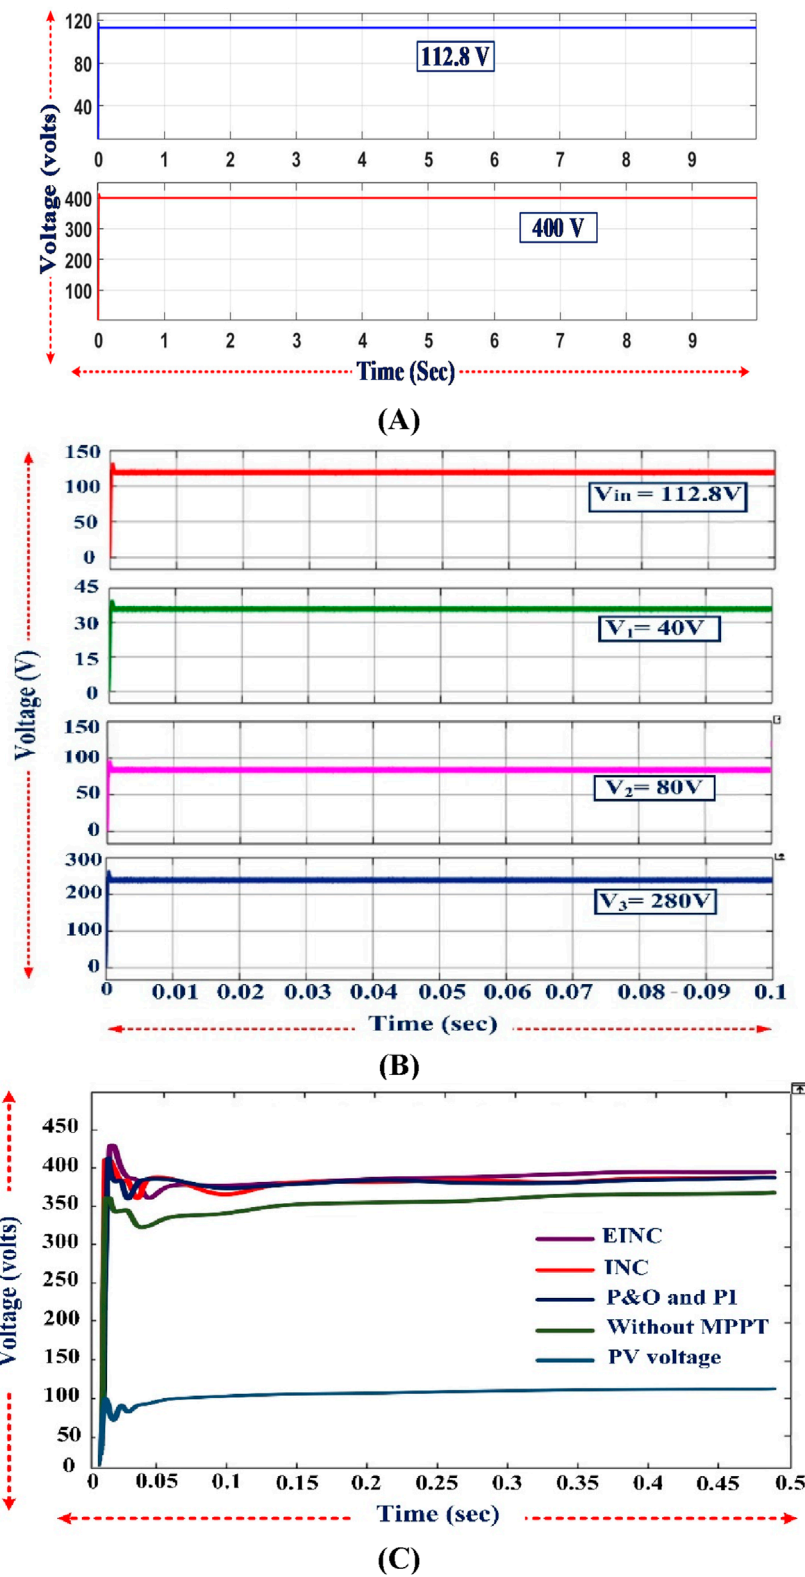 120
80
40
112.8 V
0 1 2 3 4 5 6 7 8 9
400
300
200
100
400 V
0 1 2 3 4 5 6 7 8 9
Voltage (volts)
Time (Sec)
(A)
150
100
50
0
Vin = 112.8V
45
30
15
0
V₁= 40V
150
100
50
0
V₂= 80V
300
200
100
0
V₃= 280V
0 0.01 0.02 0.03 0.04 0.05 0.06 0.07 0.08 0.09 0.1
Voltage (V)
Time (sec)
(B)
450
400
350
300
250
200
150
100
50
0
EINC
INC
P&O and PI
Without MPPT
PV voltage
0 0.05 0.1 0.15 0.2 0.25 0.3 0.35 0.4 0.45 0.5
Voltage (volts)
Time (sec)
(C)